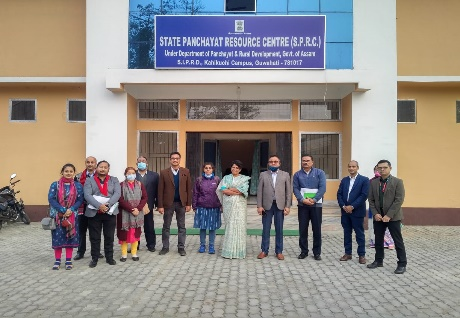 STATE PANCHAYAT RESOURCE CENTRE (S.P.R.C.)
Under Department of Panchayat & Rural Development, Govt. of Assam
S.I.P.R.D., Kahikuchi Campus, Guwahati - 781017